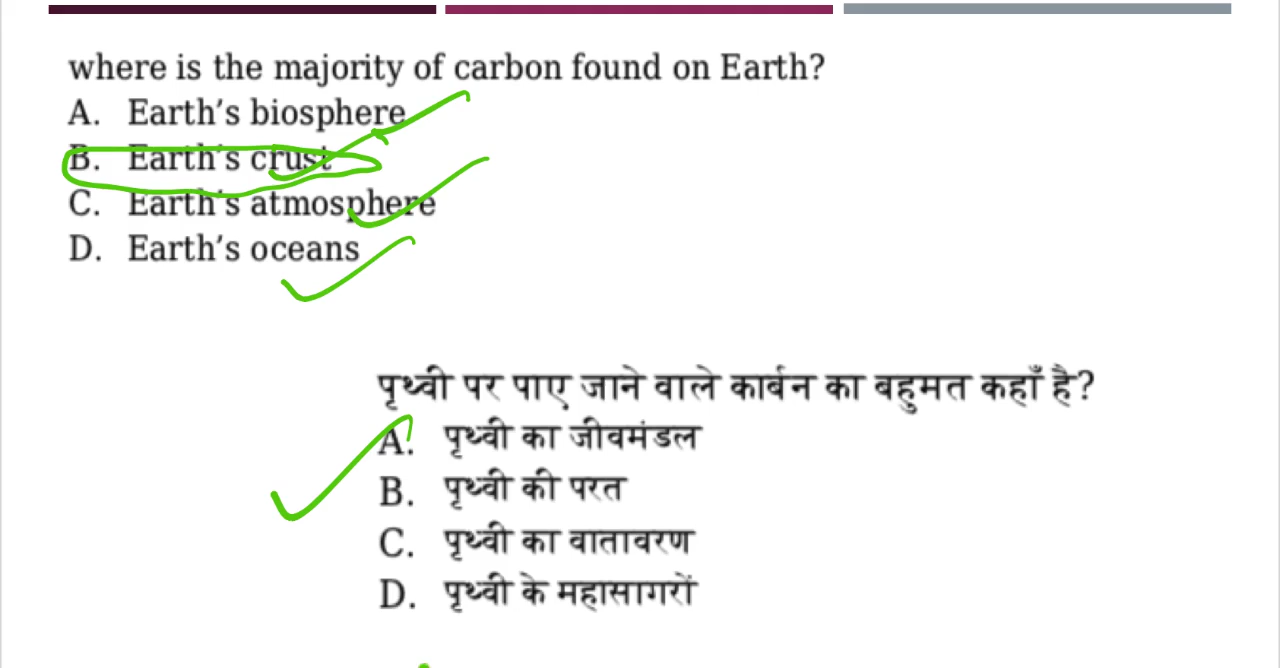 where is the majority of carbon found on Earth?
A. Earth's biosphere
B. Earth's crust
C. Earth's atmosphere
D. Earth's oceans
पृथ्वी पर पाए जाने वाले कार्बन का बहुमत कहाँ है?
A. पृथ्वी का जीवमंडल
B. पृथ्वी की परत
C. पृथ्वी का वातावरण
D. पृथ्वी के महासागरों